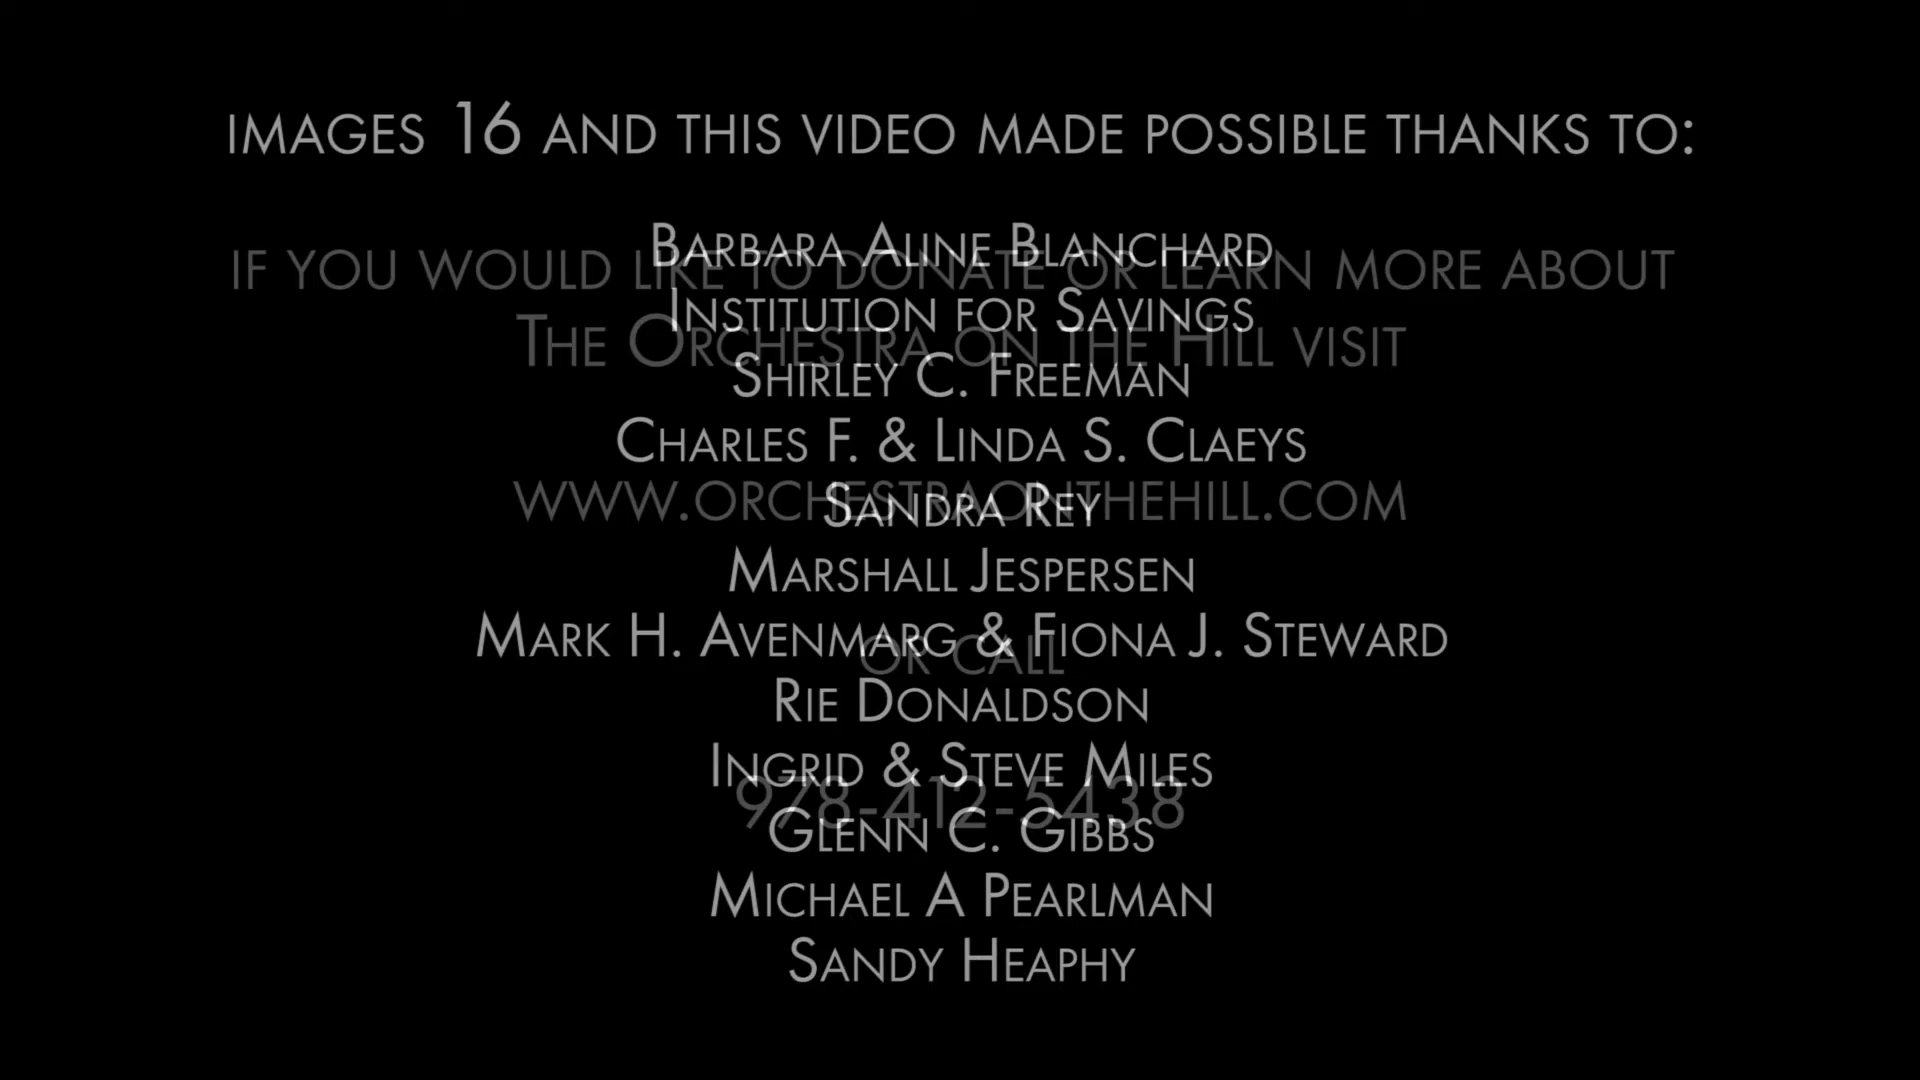 IMAGES 16 AND THIS VIDEO MADE POSSIBLE THANKS TO:
BARBARA ALINE BLANCHARD
IF YOU WOULD LIKE TO DONATE OR LEARN MORE ABOUT
INSTITUTION FOR SAVINGS
THE ORCHESTRA ON THE HILL VISIT
SHIRLEY C. FREEMAN
CHARLES F. & LINDA S. CLAEYS
WWW.ORCHESTRAONTHEHILL.COM
SANDRA REY
MARSHALL JESPERSEN
MARK H. AVENMARG & FIONA J. STEWARD
OR CALL
RIE DONALDSON
INGRID & STEVE MILES
978-412-5438
GLENN C. GIBBS
MICHAEL A PEARLMAN
SANDY HEAPHY